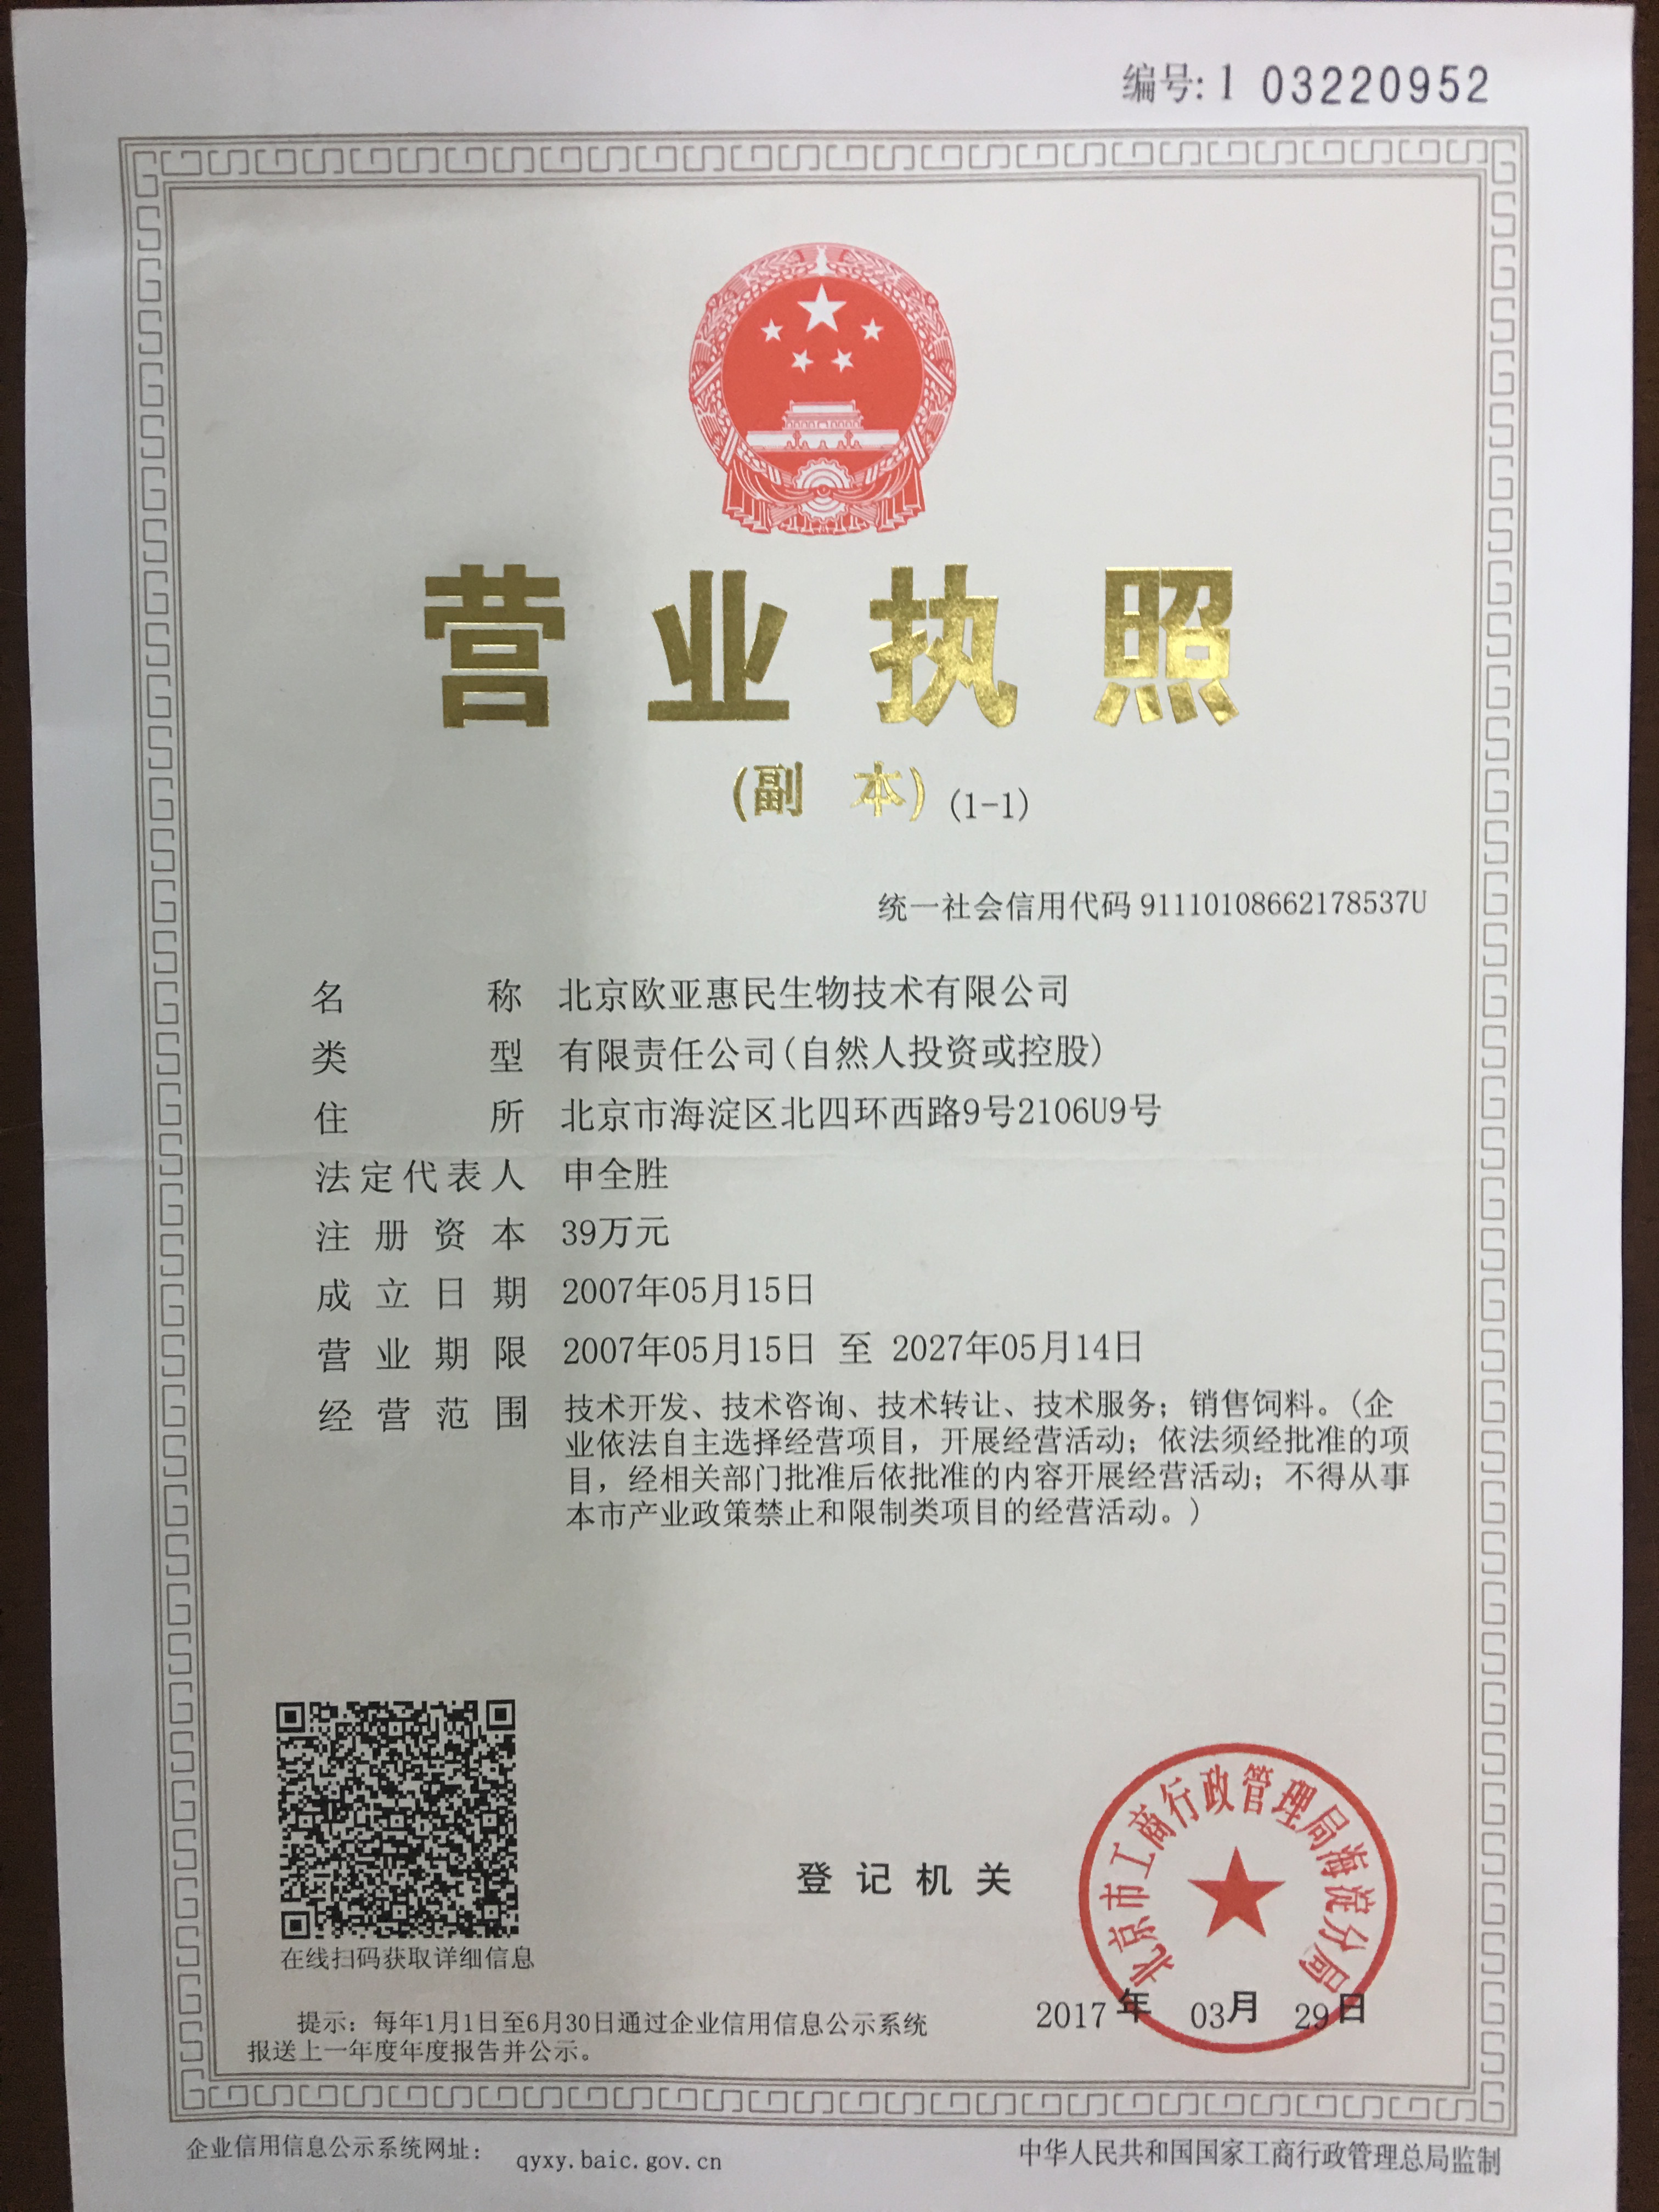 编号: 1 03220952
营业执照
(副 本) (1-1)
统一社会信用代码 91110108662178537U
名 称 北京欧亚惠民生物技术有限公司
类 型 有限责任公司(自然人投资或控股)
住 所 北京市海淀区北四环西路9号2106U9号
法定代表人 申全胜
注册资本 39万元
成立日期 2007年05月15日
营业期限 2007年05月15日 至 2027年05月14日
经营范围 技术开发、技术咨询、技术转让、技术服务；销售饲料。(企
业依法自主选择经营项目，开展经营活动；依法须经批准的项
目，经相关部门批准后依批准的内容开展经营活动；不得从事
本市产业政策禁止和限制类项目的经营活动。)
在线扫码获取详细信息
登记机关
北京市工商行政管理局海淀分局
2017年 03月 29日
提示：每年1月1日至6月30日通过企业信用信息公示系统
报送上一年度年度报告并公示。
企业信用信息公示系统网址： qyxy.baic.gov.cn
中华人民共和国国家工商行政管理总局监制